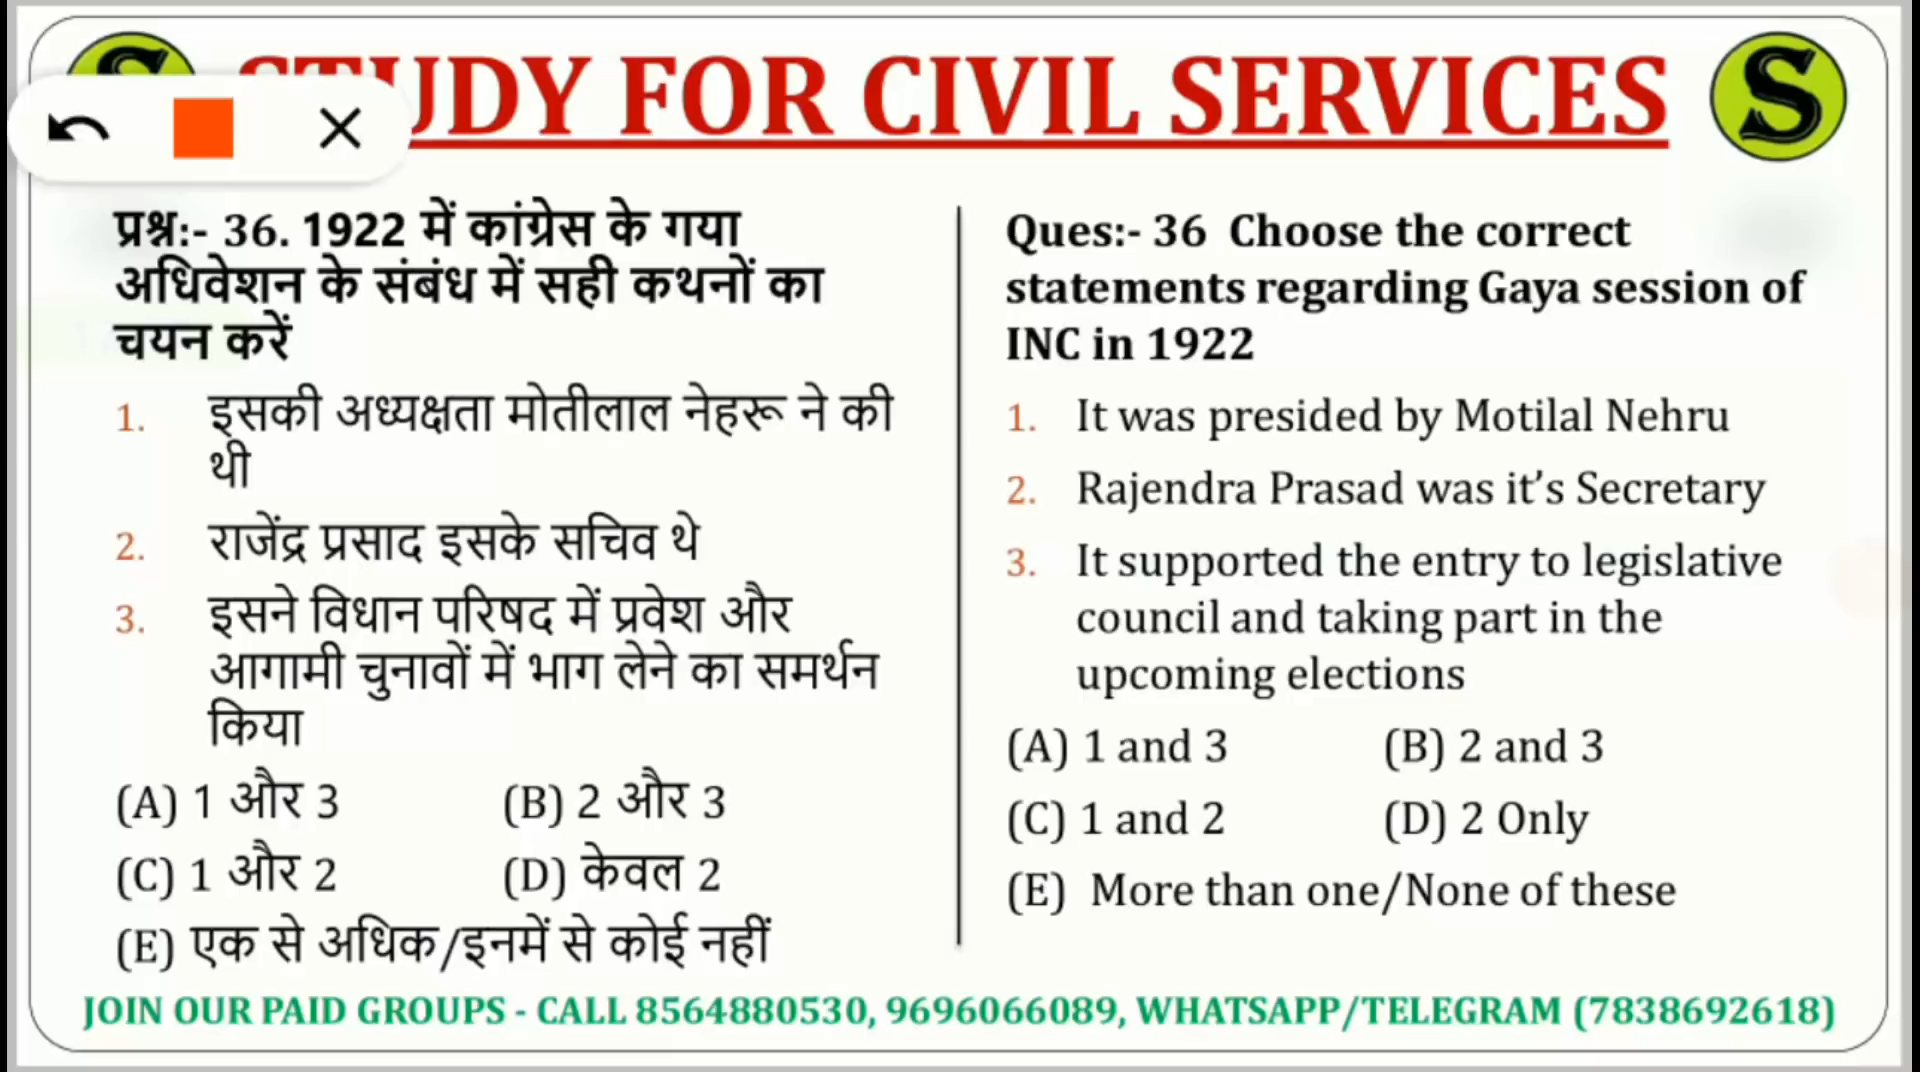 STUDY FOR CIVIL SERVICES
S
प्रश्न:- 36. 1922 में कांग्रेस के गया
अधिवेशन के संबंध में सही कथनों का
चयन करें
1. इसकी अध्यक्षता मोतीलाल नेहरू ने की
थी
2. राजेंद्र प्रसाद इसके सचिव थे
3. इसने विधान परिषद में प्रवेश और
आगामी चुनावों में भाग लेने का समर्थन
किया
(A) 1 और 3 (B) 2 और 3
(C) 1 और 2 (D) केवल 2
(E) एक से अधिक/इनमें से कोई नहीं
Ques:- 36 Choose the correct
statements regarding Gaya session of
INC in 1922
1. It was presided by Motilal Nehru
2. Rajendra Prasad was it's Secretary
3. It supported the entry to legislative
council and taking part in the
upcoming elections
(A) 1 and 3 (B) 2 and 3
(C) 1 and 2 (D) 2 Only
(E) More than one/None of these
JOIN OUR PAID GROUPS - CALL 8564880530, 9696066089, WHATSAPP/TELEGRAM (7838692618)